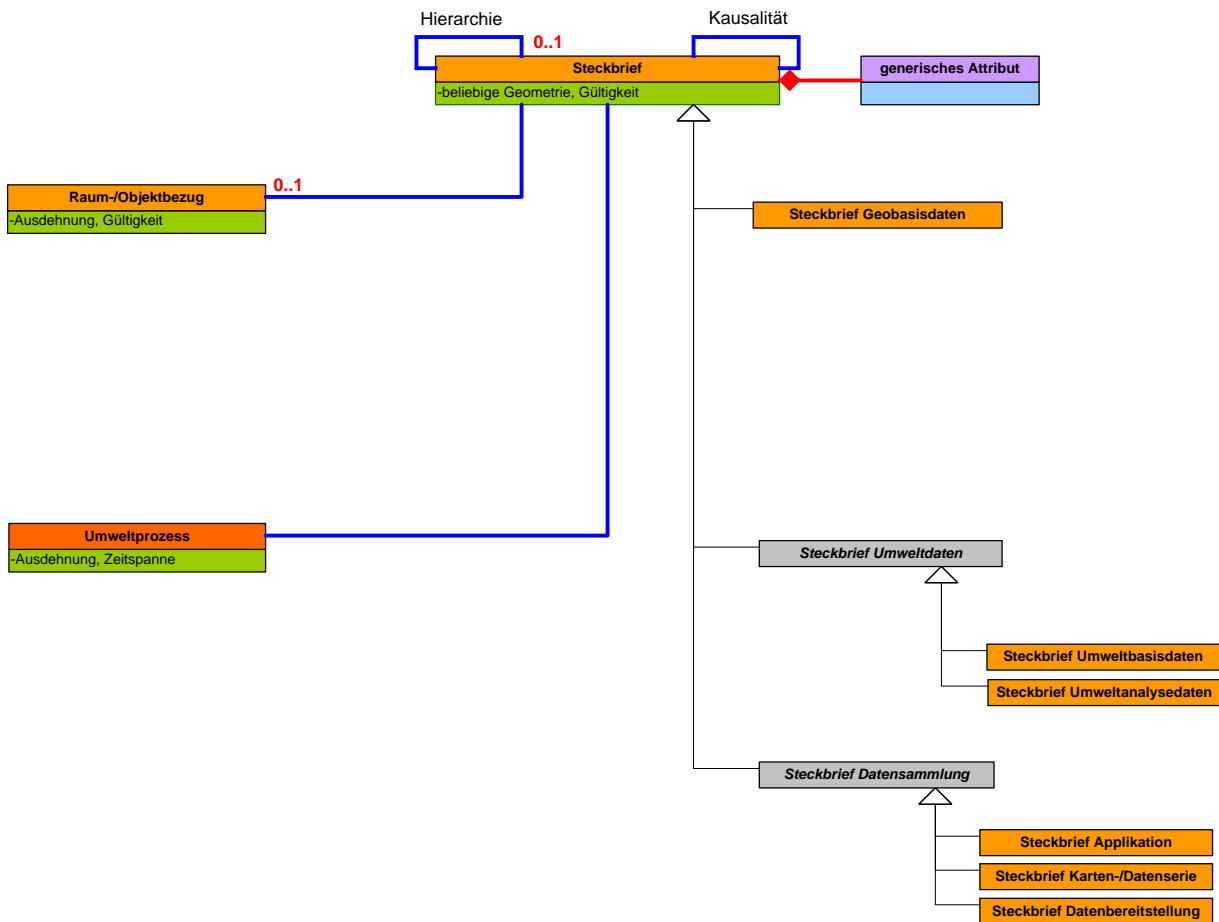 Hierarchie
Kausalität
0..1
Steckbrief
generisches Attribut
-beliebige Geometrie, Gültigkeit
0..1
Raum-/Objektbezug
-Ausdehnung, Gültigkeit
Steckbrief Geobasisdaten
Umweltprozess
-Ausdehnung, Zeitspanne
Steckbrief Umweltdaten
Steckbrief Umweltbasisdaten
Steckbrief Umweltanalysedaten
Steckbrief Datensammlung
Steckbrief Applikation
Steckbrief Karten-/Datenserie
Steckbrief Datenbereitstellung